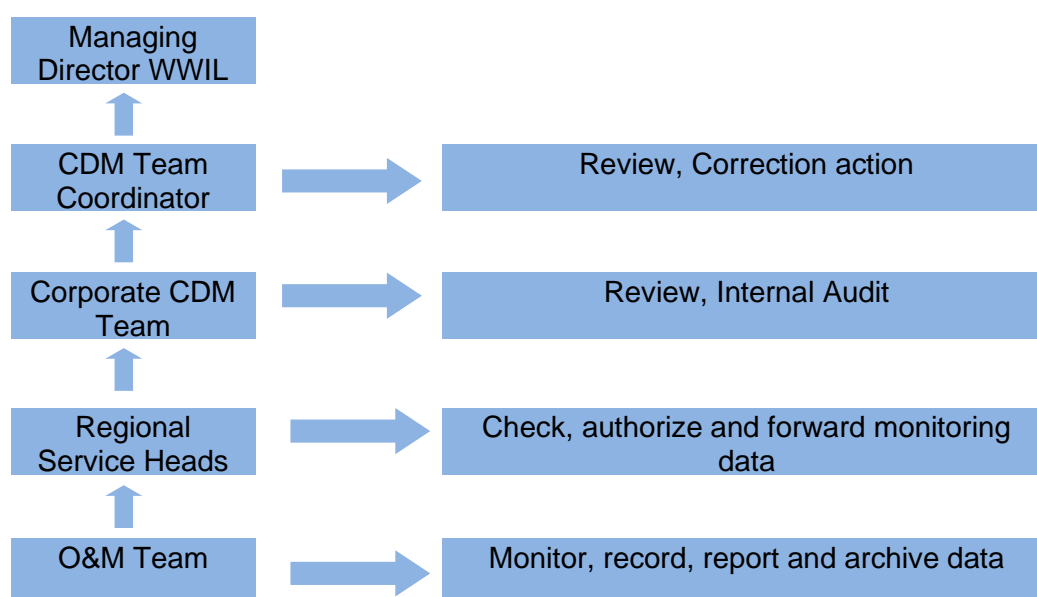 Managing
Director WWIL
CDM Team
Coordinator
Review, Correction action
Corporate CDM
Team
Review, Internal Audit
Regional
Service Heads
Check, authorize and forward monitoring
data
O&M Team
Monitor, record, report and archive data